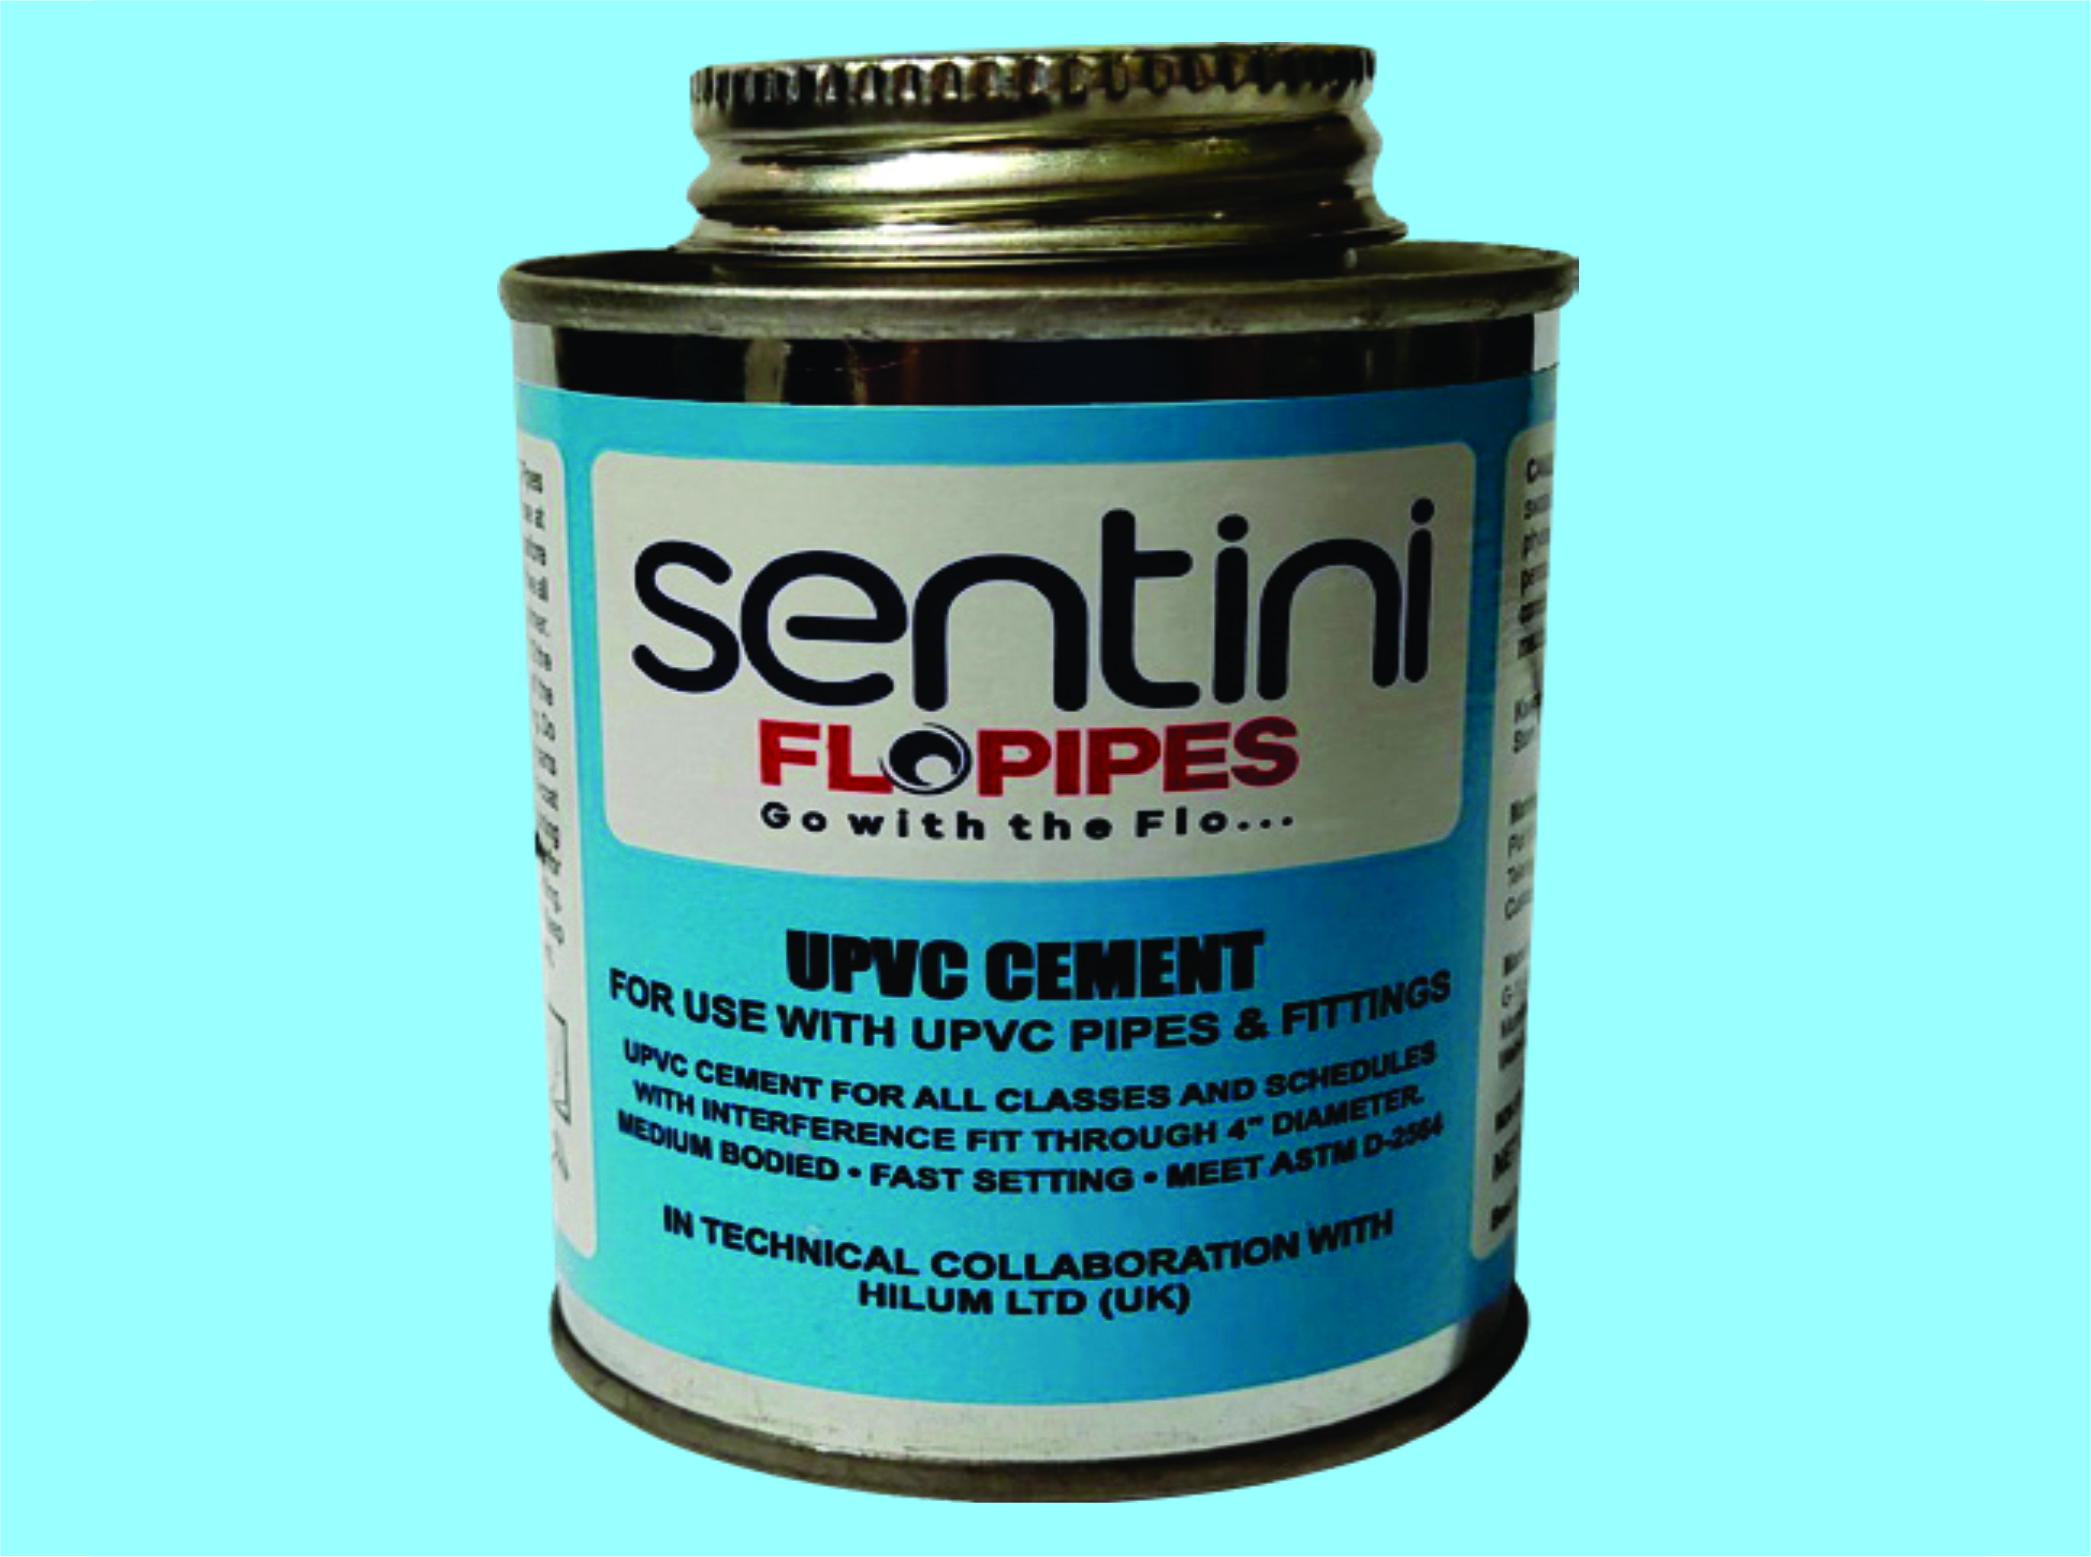 sentini
FLOPIPES
Go with the Flo...
UPVC CEMENT
FOR USE WITH UPVC PIPES & FITTINGS
UPVC CEMENT FOR ALL CLASSES AND SCHEDULES
WITH INTERFERENCE FIT THROUGH 4" DIAMETER.
MEDIUM BODIED • FAST SETTING • MEET ASTM D-2564
IN TECHNICAL COLLABORATION WITH
HILUM LTD (UK)